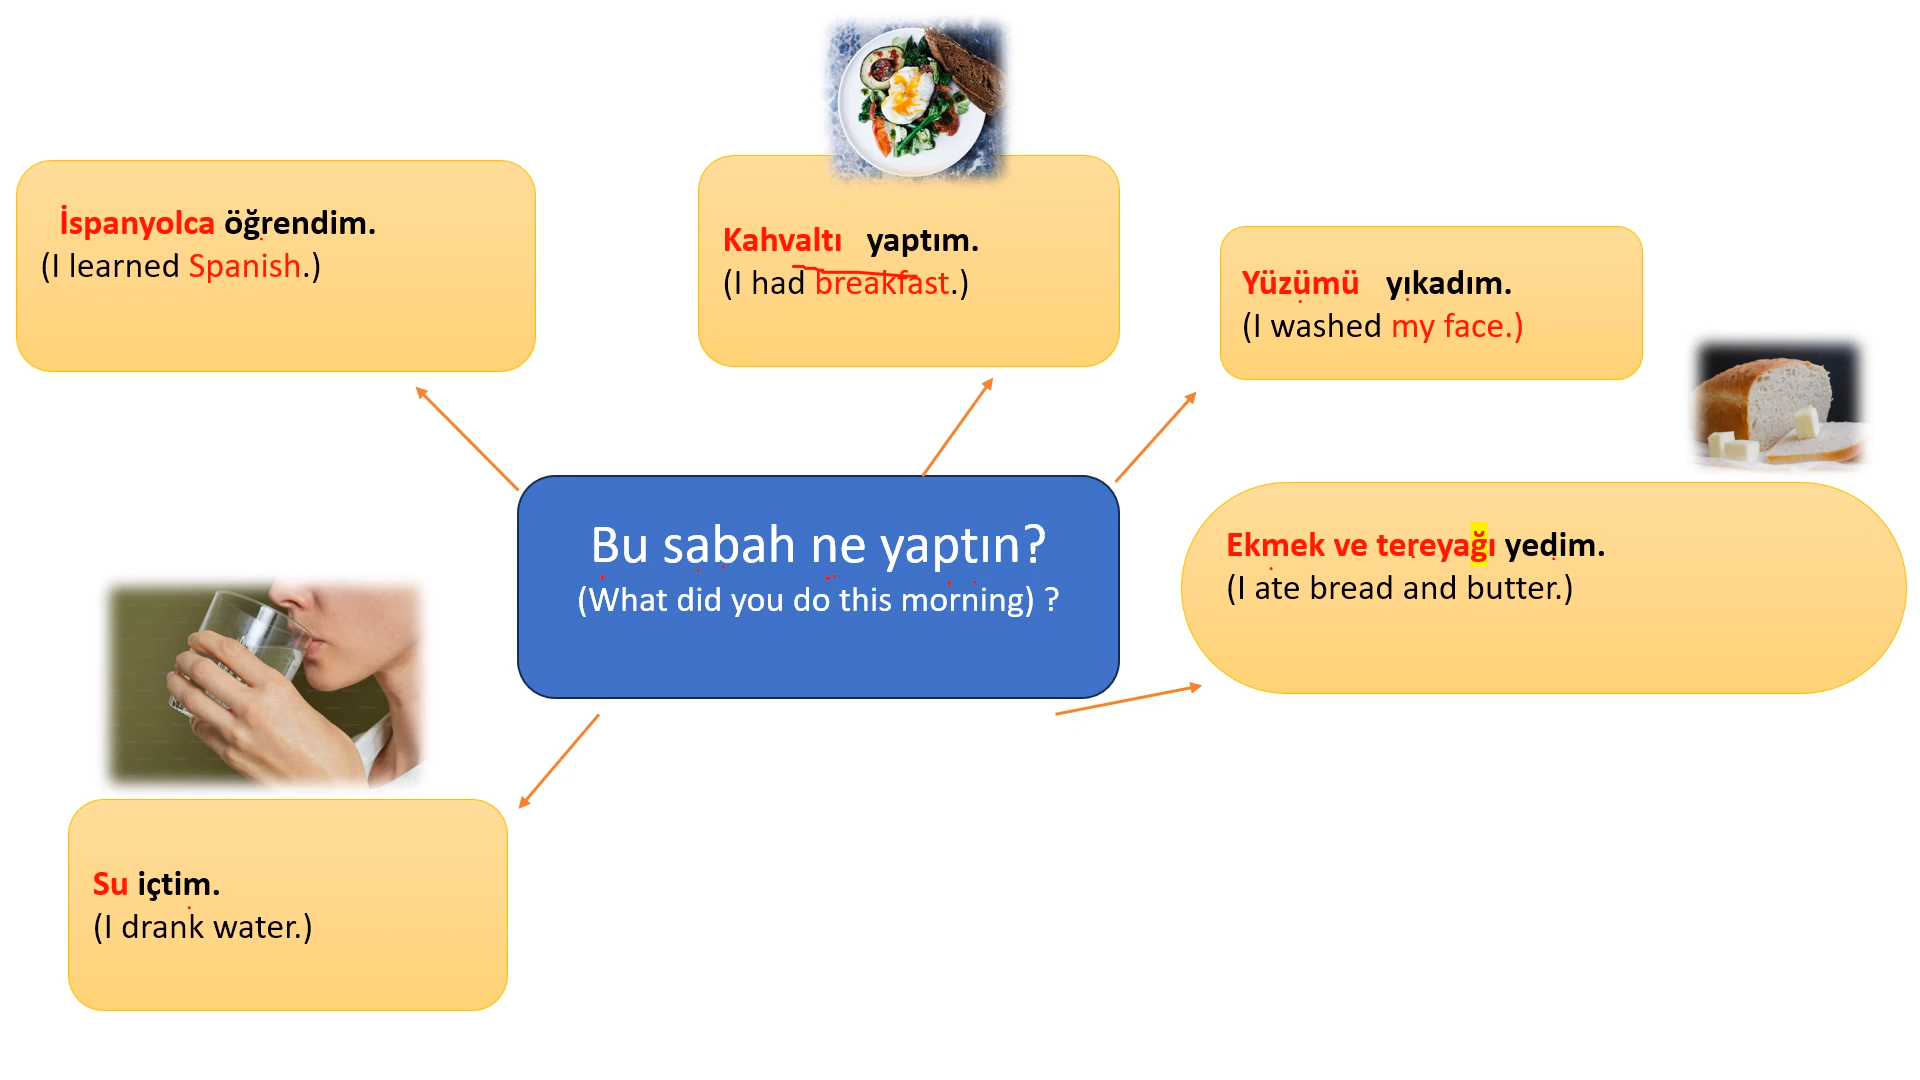 İspanyolca öğrendim.
(I learned Spanish.)
Kahvaltı yaptım.
(I had breakfast.)
Yüzümü yıkadım.
(I washed my face.)
Bu sabah ne yaptın?
(What did you do this morning) ?
Ekmek ve tereyağı yedim.
(I ate bread and butter.)
Su içtim.
(I drank water.)